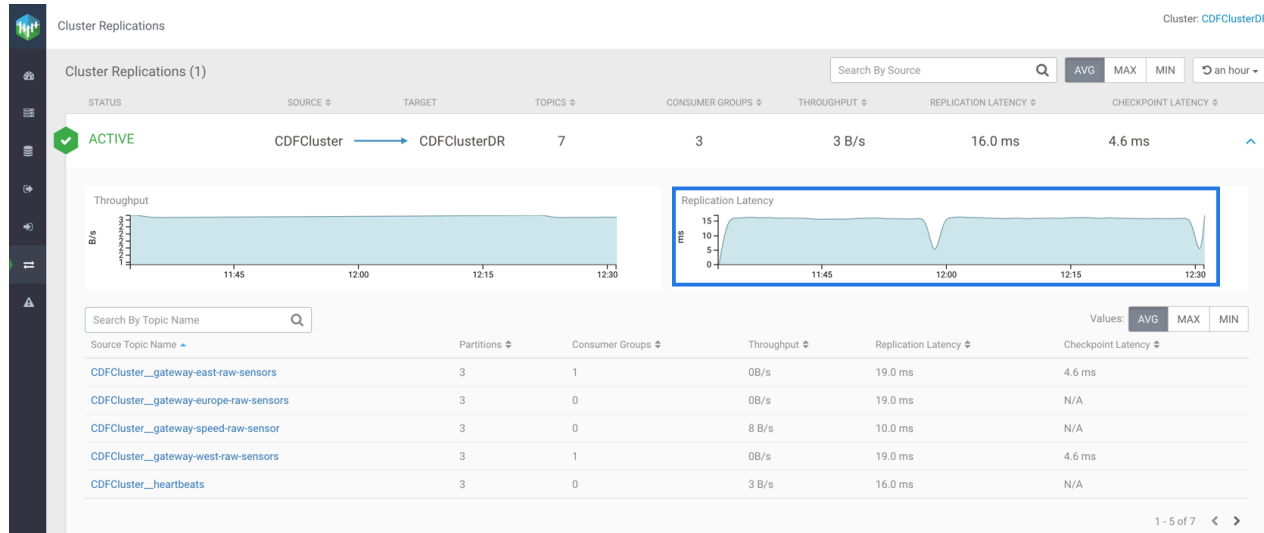 Cluster Replications
Cluster: CDFClusterDR
Cluster Replications (1)
Search By Source
AVG MAX MIN
an hour
STATUS SOURCE TARGET TOPICS CONSUMER GROUPS THROUGHPUT REPLICATION LATENCY CHECKPOINT LATENCY
ACTIVE CDFCluster CDFClusterDR 7 3 3 B/s 16.0 ms 4.6 ms
Throughput
B/s
3
2
2
2
2
1
11:45 12:00 12:15 12:30
Replication Latency
ms
15
10
5
0
11:45 12:00 12:15 12:30
Search By Topic Name
Values: AVG MAX MIN
Source Topic Name Partitions Consumer Groups Throughput Replication Latency Checkpoint Latency
CDFCluster__gateway-east-raw-sensors 3 1 0B/s 19.0 ms 4.6 ms
CDFCluster__gateway-europe-raw-sensors 3 0 0B/s 19.0 ms N/A
CDFCluster__gateway-speed-raw-sensor 3 0 8 B/s 10.0 ms N/A
CDFCluster__gateway-west-raw-sensors 3 1 0B/s 19.0 ms 4.6 ms
CDFCluster__heartbeats 3 0 3 B/s 16.0 ms N/A
1 - 5 of 7